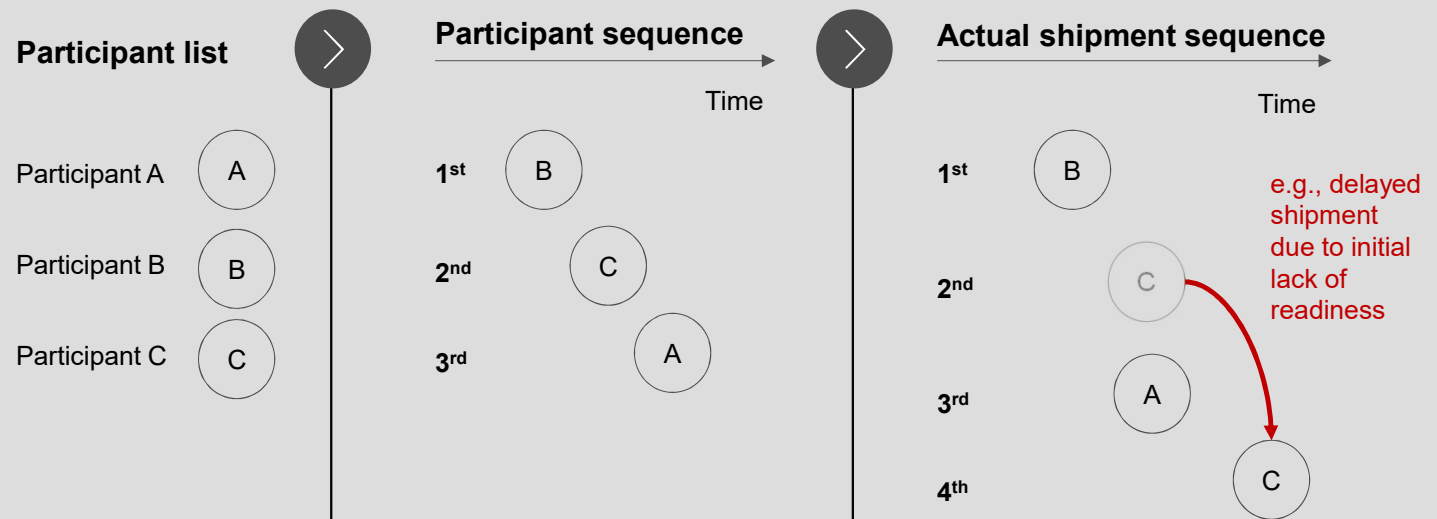 Participant list
Participant A
A
Participant B
B
Participant C
C
Participant sequence
Time
1st
B
2nd
C
3rd
A
Actual shipment sequence
Time
1st
B
2nd
C
3rd
A
4th
C
e.g., delayed
shipment
due to initial
lack of
readiness